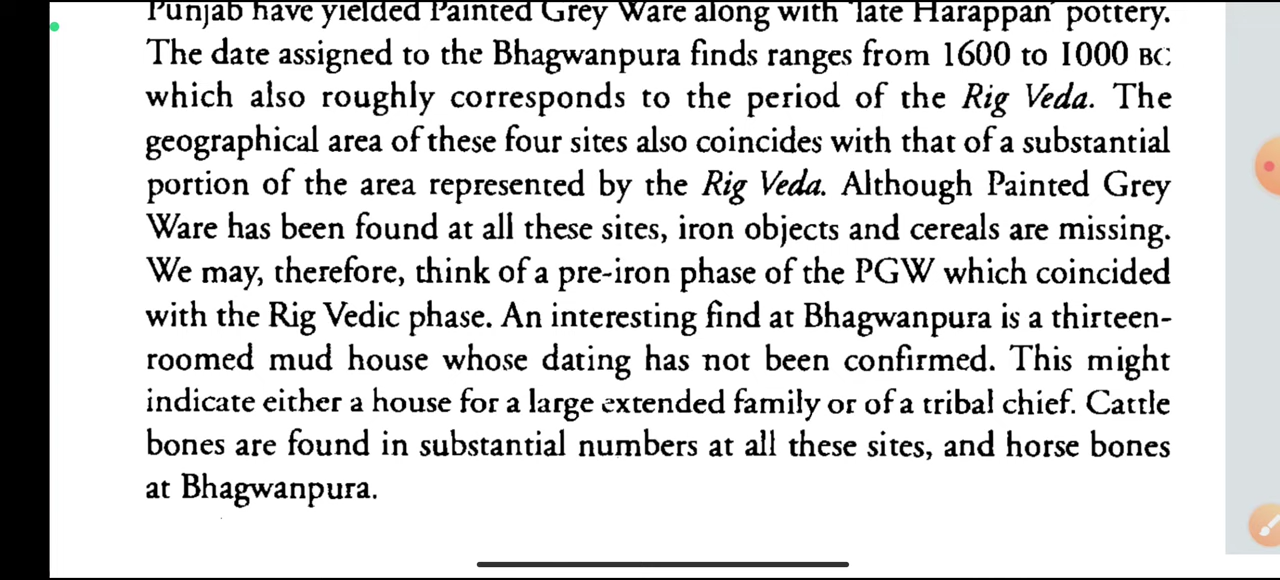 Punjab have yielded Painted Grey Ware along with 'late Harappan' pottery.
The date assigned to the Bhagwanpura finds ranges from 1600 to 1000 BC
which also roughly corresponds to the period of the Rig Veda. The
geographical area of these four sites also coincides with that of a substantial
portion of the area represented by the Rig Veda. Although Painted Grey
Ware has been found at all these sites, iron objects and cereals are missing.
We may, therefore, think of a pre-iron phase of the PGW which coincided
with the Rig Vedic phase. An interesting find at Bhagwanpura is a thirteen-
roomed mud house whose dating has not been confirmed. This might
indicate either a house for a large extended family or of a tribal chief. Cattle
bones are found in substantial numbers at all these sites, and horse bones
at Bhagwanpura.